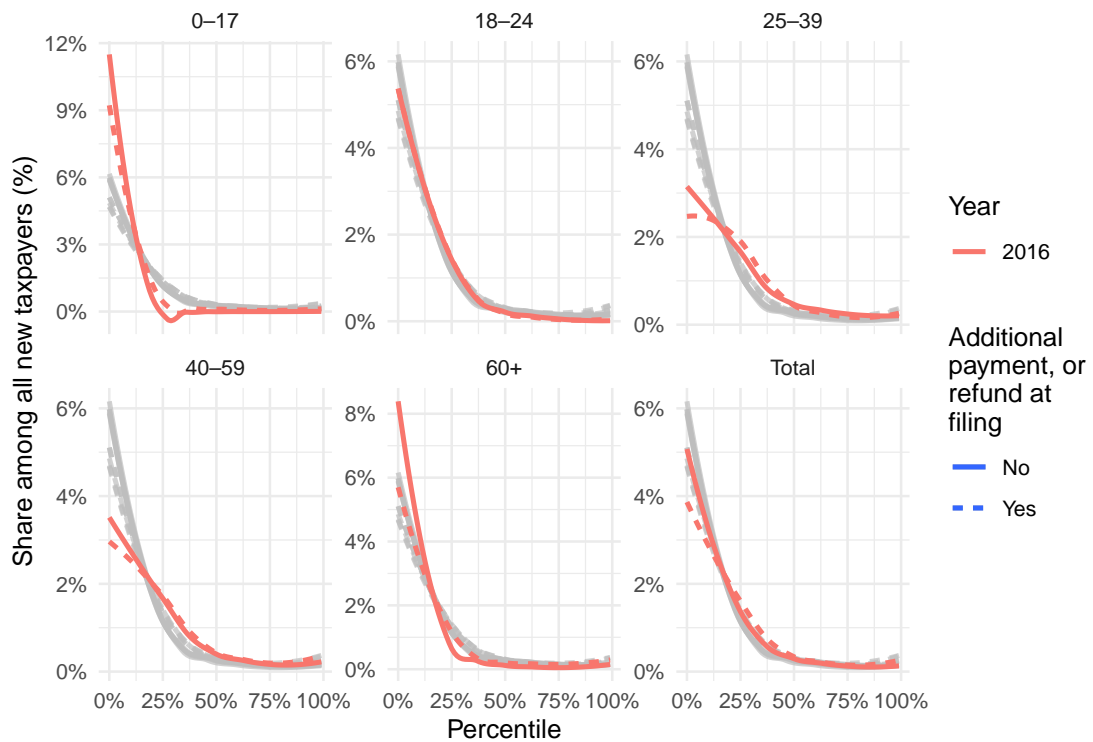 0–17
18–24
25–39
12%
9%
6%
3%
0%
6%
4%
2%
0%
6%
4%
2%
0%
Share among all new taxpayers (%)
40–59
60+
Total
6%
4%
2%
0%
8%
6%
4%
2%
0%
6%
4%
2%
0%
0% 25% 50% 75% 100%
0% 25% 50% 75% 100%
0% 25% 50% 75% 100%
Percentile
Year
2016
Additional
payment, or
refund at
filing
No
Yes